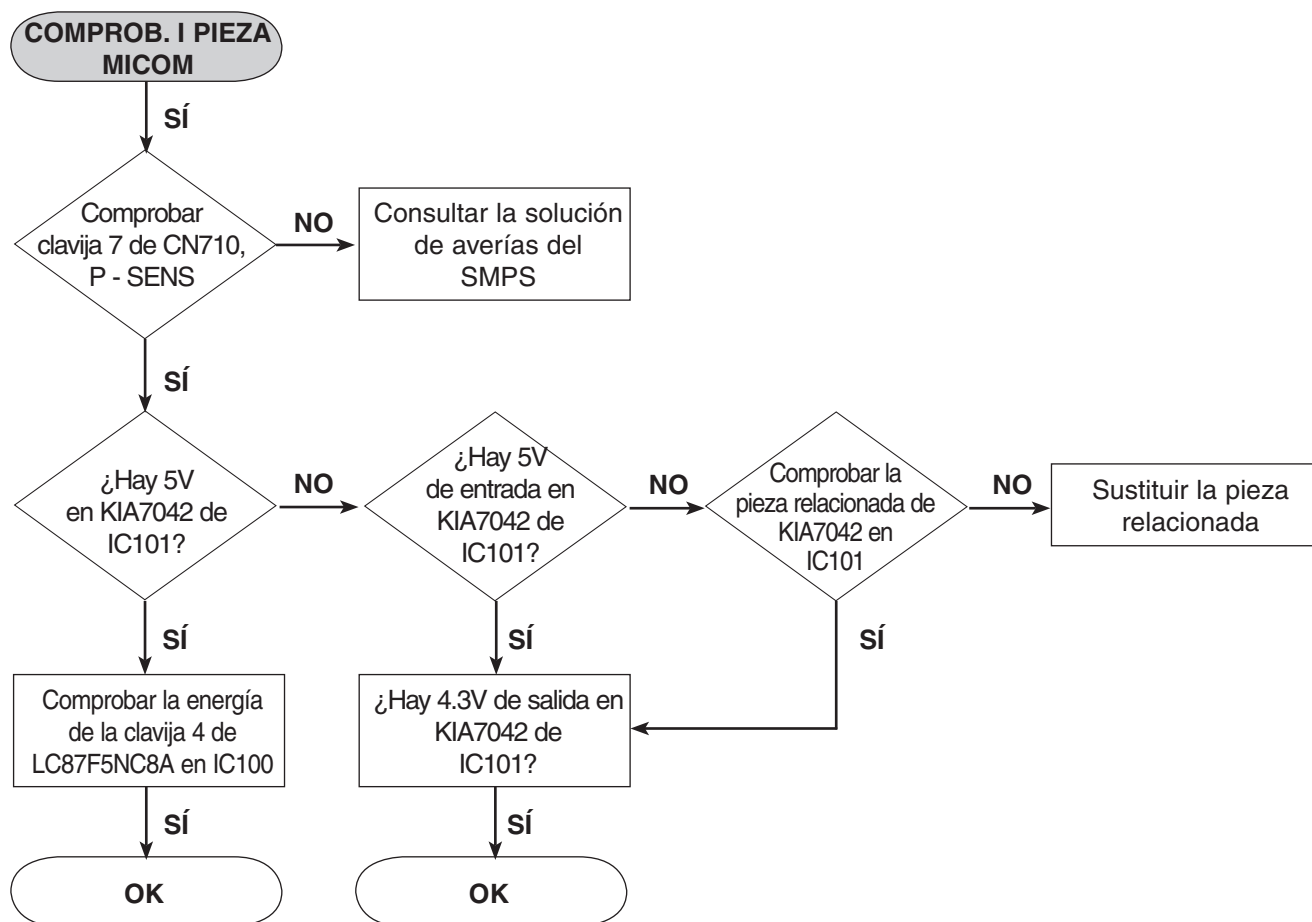 COMPROB. I PIEZA
MICOM
SÍ
Comprobar
clavija 7 de CN710,
P - SENS
NO
Consultar la solución
de averías del
SMPS
SÍ
¿Hay 5V
en KIA7042 de
IC101?
NO
¿Hay 5V
de entrada en
KIA7042 de
IC101?
NO
Comprobar la
pieza relacionada de
KIA7042 en
IC101
NO
Sustituir la pieza
relacionada
SÍ
SÍ
SÍ
Comprobar la energía
de la clavija 4 de
LC87F5NC8A en IC100
¿Hay 4.3V de salida en
KIA7042 de
IC101?
SÍ
SÍ
OK
OK